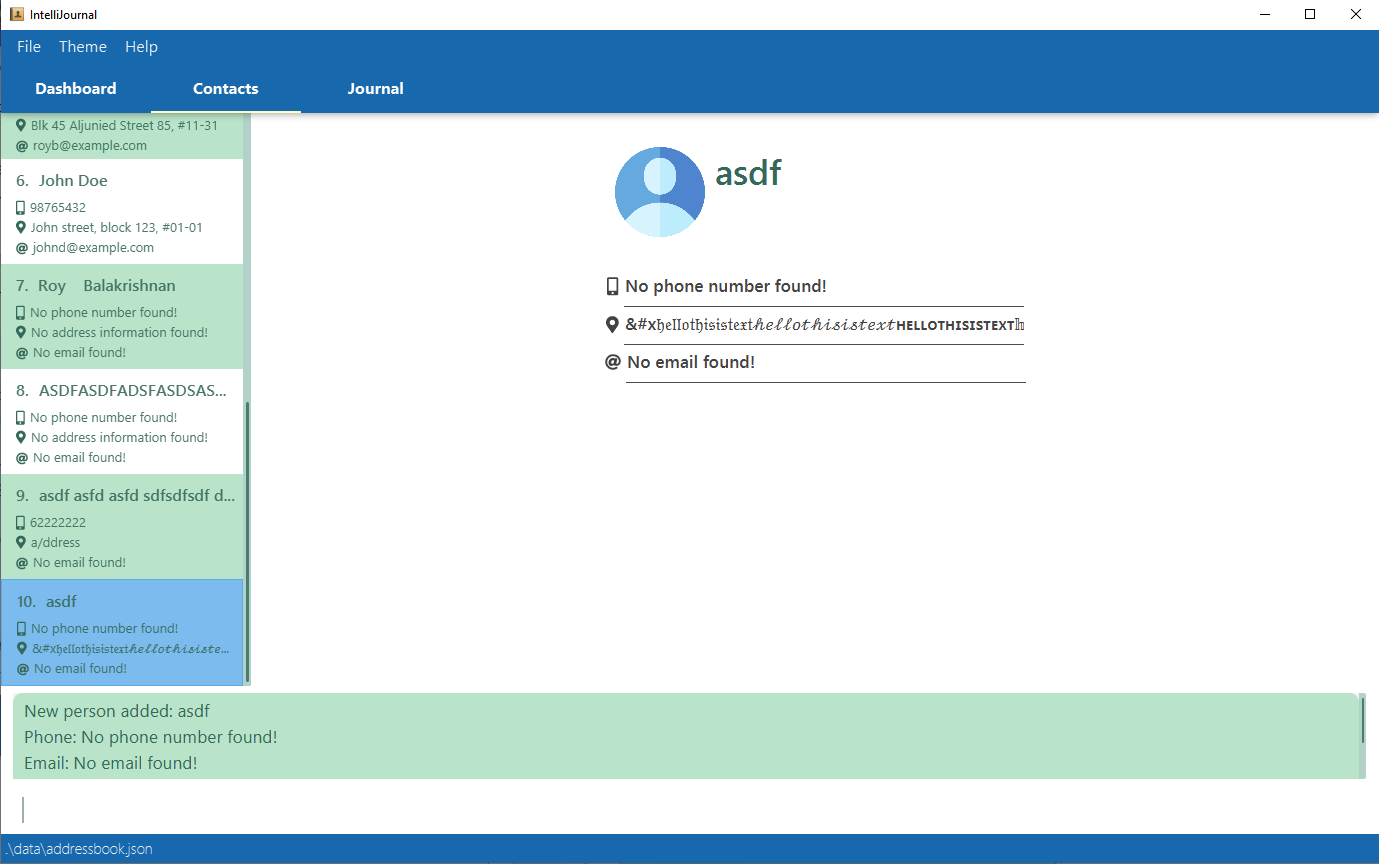 IntelliJournal
File Theme Help
Dashboard Contacts Journal
Blk 45 Aljunied Street 85, #11-31
@ royb@example.com
6. John Doe
98765432
John street, block 123, #01-01
@ johnd@example.com
7. Roy Balakrishnan
No phone number found!
No address information found!
@ No email found!
8. ASDFASDFADSFASDSAS...
No phone number found!
No address information found!
@ No email found!
9. asdf asfd asfd sdfsdfsdf d...
62222222
a/ddress
@ No email found!
10. asdf
No phone number found!
&#x𝔥𝔢𝔩𝔩𝔬𝔱𝔥𝔦𝔰𝔦𝔰𝔱𝔢𝔵𝔱𝓱𝓮𝓵𝓵𝓸𝓽𝓱𝓲𝓼𝓲𝓼𝓽𝓮...
@ No email found!
asdf
No phone number found!
&#x𝔥𝔢𝔩𝔩𝔬𝔱𝔥𝔦𝔰𝔦𝔰𝔱𝔢𝔵𝔱𝓱𝓮𝓵𝓵𝓸𝓽𝓱𝓲𝓼𝓲𝓼𝓽𝓮𝔁𝓽ʜᴇʟʟᴏᴛʜɪsɪsᴛᴇxᴛ𝕙
@ No email found!
New person added: asdf
Phone: No phone number found!
Email: No email found!
.\data\addressbook.json